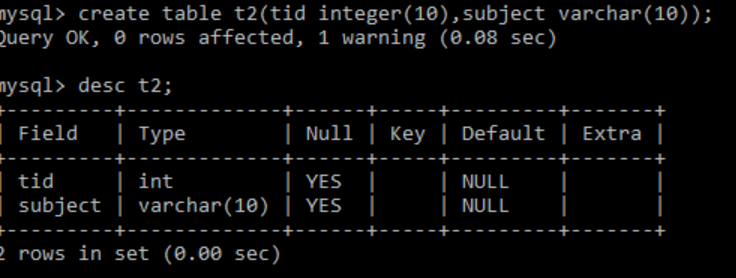 mysql> create table t2(tid integer(10),subject varchar(10));
Query OK, 0 rows affected, 1 warning (0.08 sec)
mysql> desc t2;
+---------+-------------+------+-----+---------+-------+
| Field   | Type        | Null | Key | Default | Extra |
+---------+-------------+------+-----+---------+-------+
| tid     | int         | YES  |     | NULL    |       |
| subject | varchar(10) | YES  |     | NULL    |       |
+---------+-------------+------+-----+---------+-------+
2 rows in set (0.00 sec)